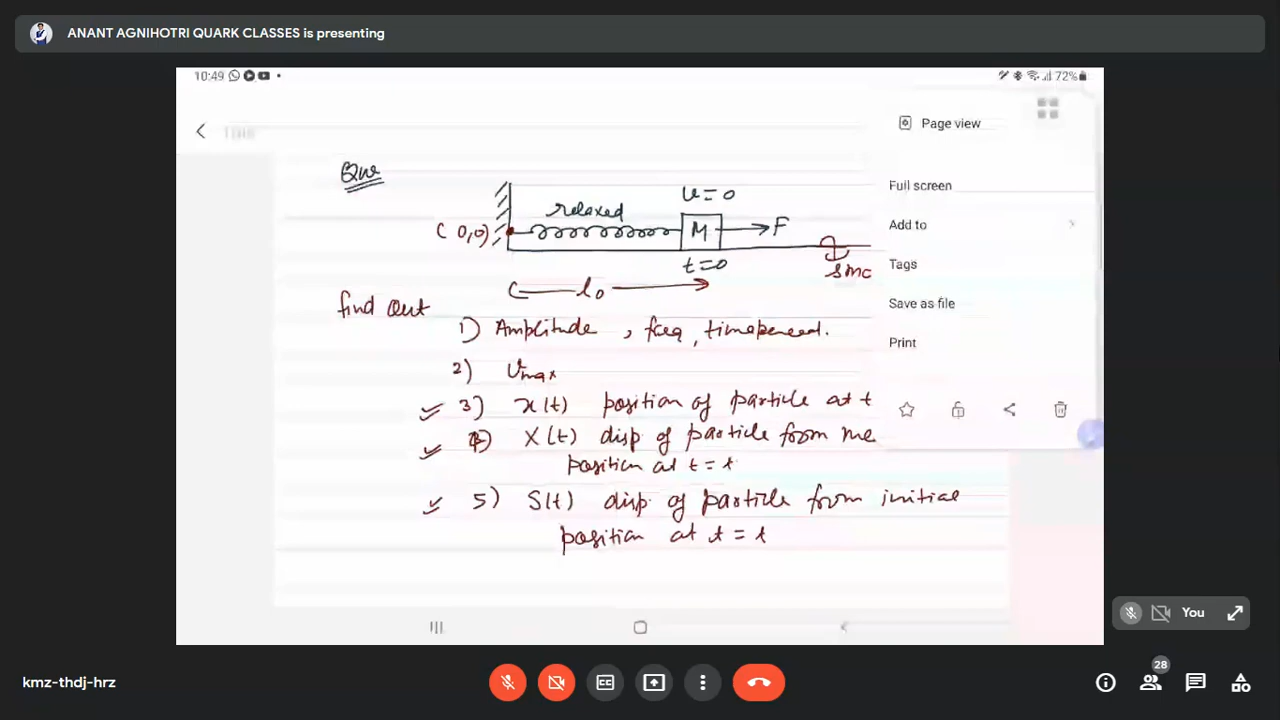 ANANT AGNIHOTRI QUARK CLASSES is presenting
10:49
72%
Page view
Full screen
Add to
Tags
Save as file
Print
Que
relaxed
u=0
(0,0)
M
F
t=0
SMC
l₀
find Out
1) Amplitude, freq, timepereod.
2) Vmax
3) x(t) position of particle at t
4) X(t) disp of particle from me
position at t = t
5) S(t) disp. of particle from initial
position at t = t
You
kmz-thdj-hrz
28